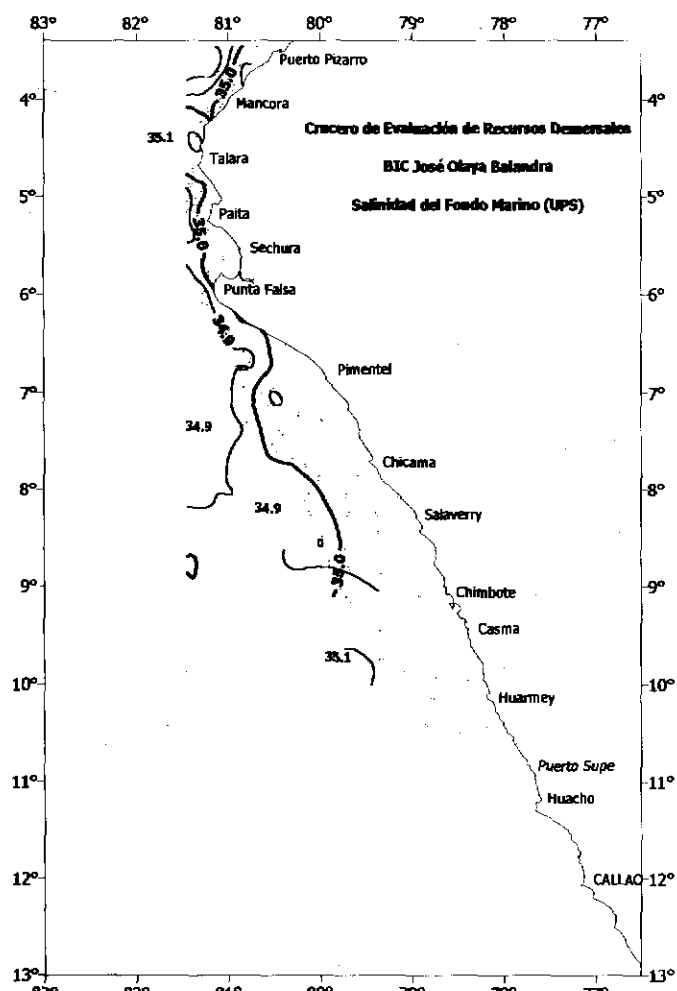 83° 82° 81° 80° 79° 78° 77°
Puerto Pizarro
35.0
4° 4°
Mancora
Crucero de Evaluación de Recursos Demersales
35.1
Talara
BIC José Olaya Balandra
5° 5°
Paita
Salinidad del Fondo Marino (UPS)
35.0
Sechura
6° Punta Falsa 6°
34.9
Pimentel
7° 7°
34.9
Chicama
8° 8°
34.9
Salaverry
35.0
9° Chimbote 9°
Casma
35.1
10° 10°
Huarmey
Puerto Supe
11° 11°
Huacho
12° CALLAO 12°
13° 13°